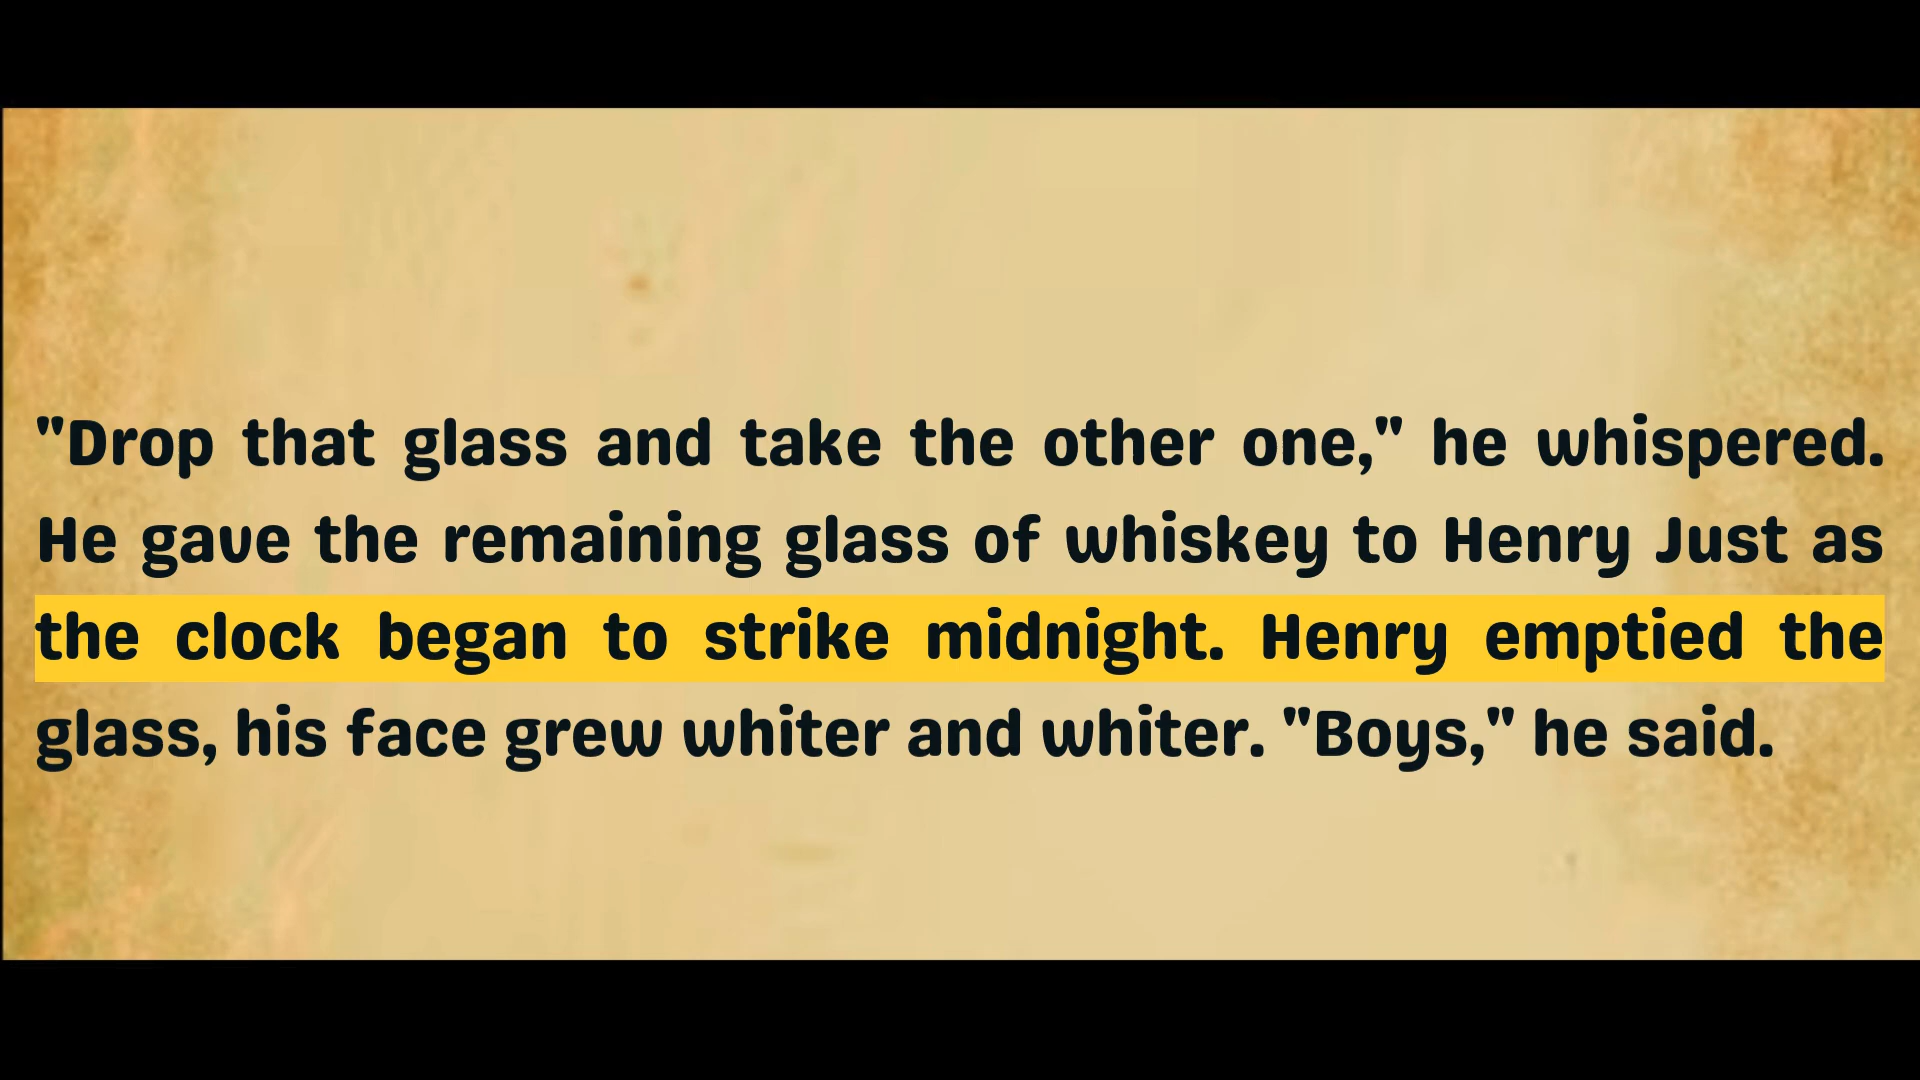 "Drop that glass and take the other one," he whispered.
He gave the remaining glass of whiskey to Henry Just as
the clock began to strike midnight. Henry emptied the
glass, his face grew whiter and whiter. "Boys," he said.